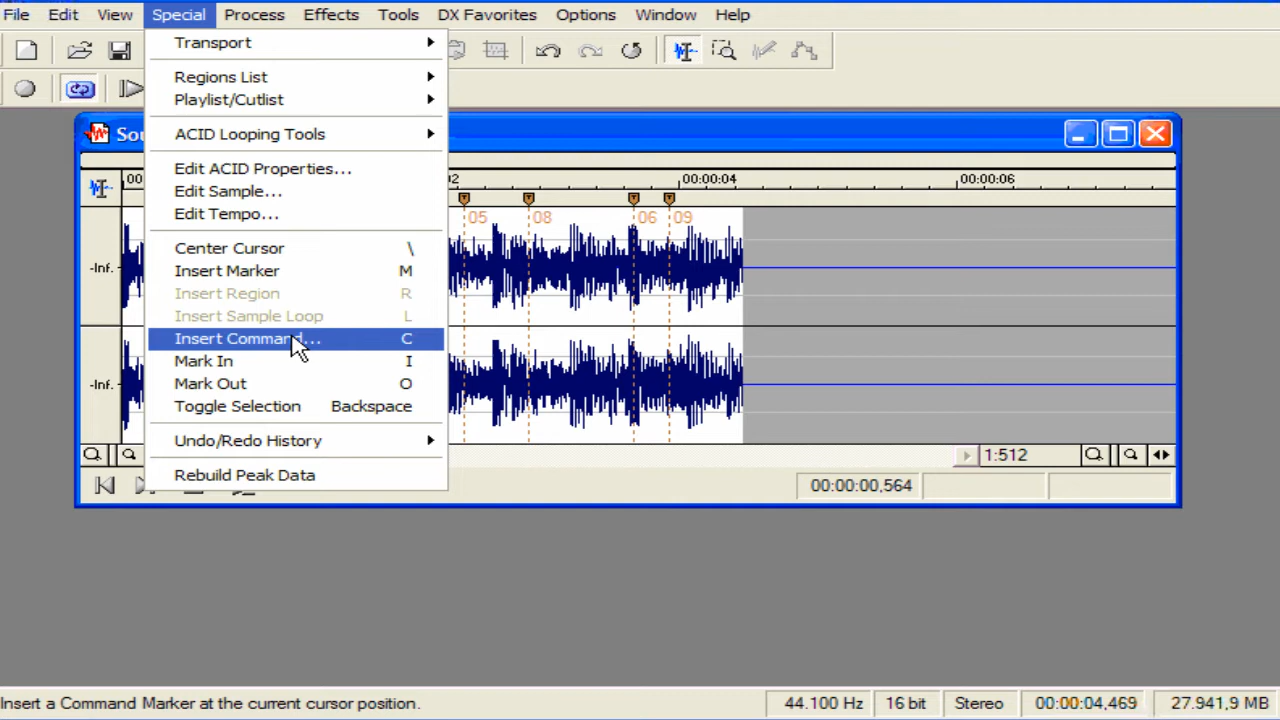 File Edit View Special Process Effects Tools DX Favorites Options Window Help
Transport
Regions List
Playlist/Cutlist
ACID Looping Tools
Edit ACID Properties...
Edit Sample...
Edit Tempo...
Center Cursor \
Insert Marker M
Insert Region R
Insert Sample Loop L
Insert Command... C
Mark In I
Mark Out O
Toggle Selection Backspace
Undo/Redo History
Rebuild Peak Data
Sou
00 2 00:00:04 00:00:06
05 08 06 09
-Inf.
-Inf.
1:512
00:00:00,564
Insert a Command Marker at the current cursor position. 44.100 Hz 16 bit Stereo 00:00:04,469 27.941,9 MB